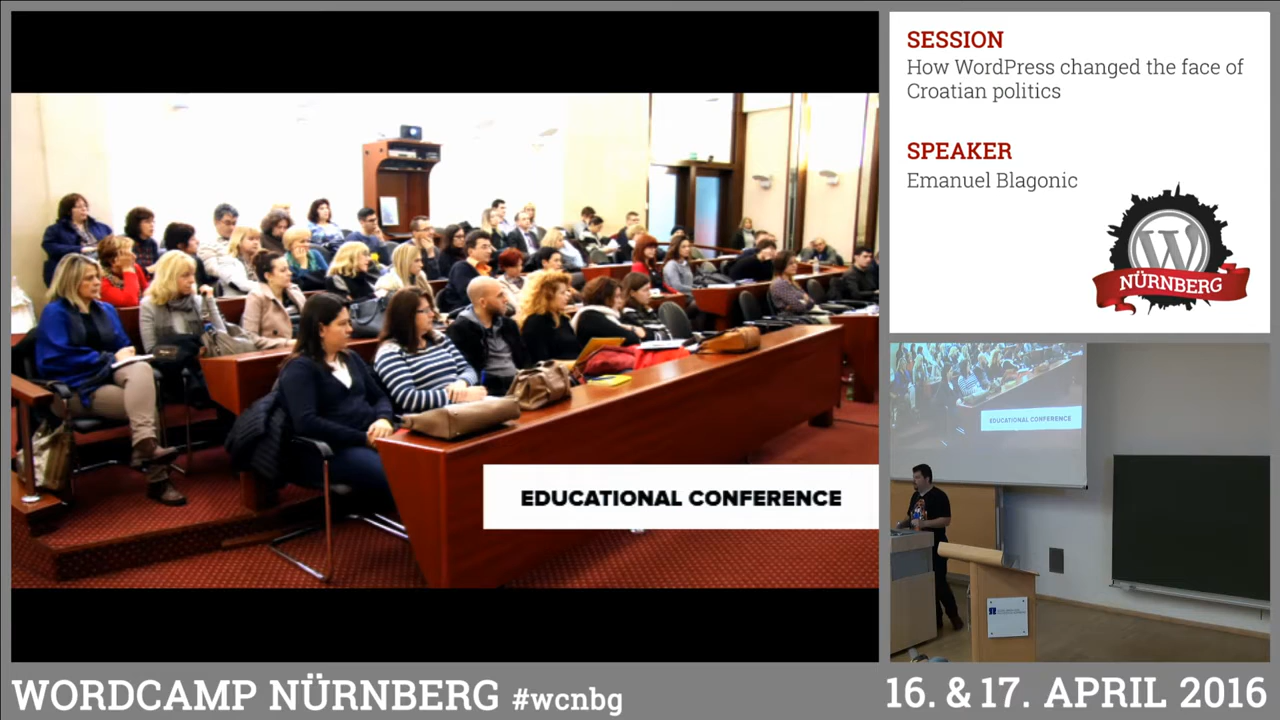 SESSION
How WordPress changed the face of
Croatian politics
SPEAKER
Emanuel Blagonic
NÜRNBERG
EDUCATIONAL CONFERENCE
EDUCATIONAL CONFERENCE
WORDCAMP NÜRNBERG #wcnbg
16. & 17. APRIL 2016